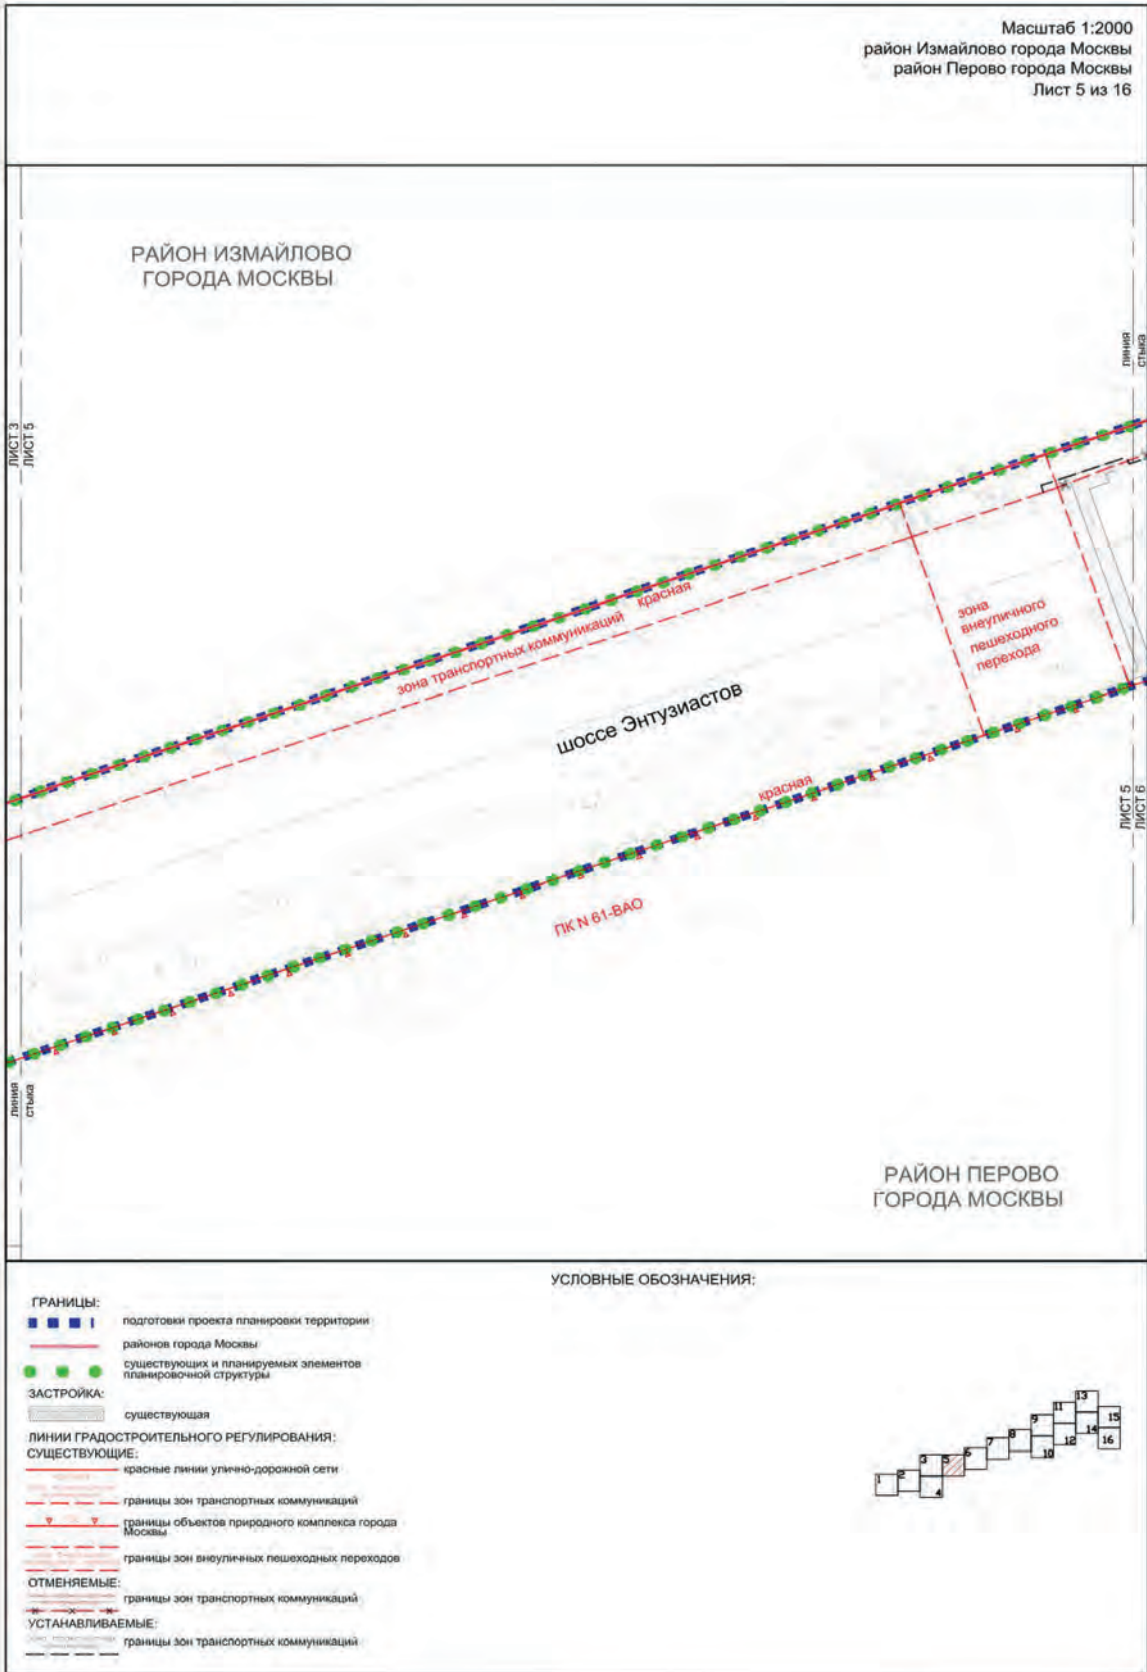 Масштаб 1:2000
район Измайлово города Москвы
район Перово города Москвы
Лист 5 из 16
РАЙОН ИЗМАЙЛОВО
ГОРОДА МОСКВЫ
линия
стыка
ЛИСТ 3
ЛИСТ 5
красная
зона транспортных коммуникаций
зона
внеуличного
пешеходного
перехода
шоссе Энтузиастов
красная
ЛИСТ 5
ЛИСТ 6
ПК N 61-ВАО
линия
стыка
РАЙОН ПЕРОВО
ГОРОДА МОСКВЫ
УСЛОВНЫЕ ОБОЗНАЧЕНИЯ:
ГРАНИЦЫ:
подготовки проекта планировки территории
районов города Москвы
существующих и планируемых элементов
планировочной структуры
ЗАСТРОЙКА:
существующая
ЛИНИИ ГРАДОСТРОИТЕЛЬНОГО РЕГУЛИРОВАНИЯ:
СУЩЕСТВУЮЩИЕ:
красные линии улично-дорожной сети
границы зон транспортных коммуникаций
границы объектов природного комплекса города
Москвы
границы зон внеуличных пешеходных переходов
ОТМЕНЯЕМЫЕ:
границы зон транспортных коммуникаций
УСТАНАВЛИВАЕМЫЕ:
границы зон транспортных коммуникаций
1
2
3
4
5
6
7
8
9
10
11
12
13
14
15
16